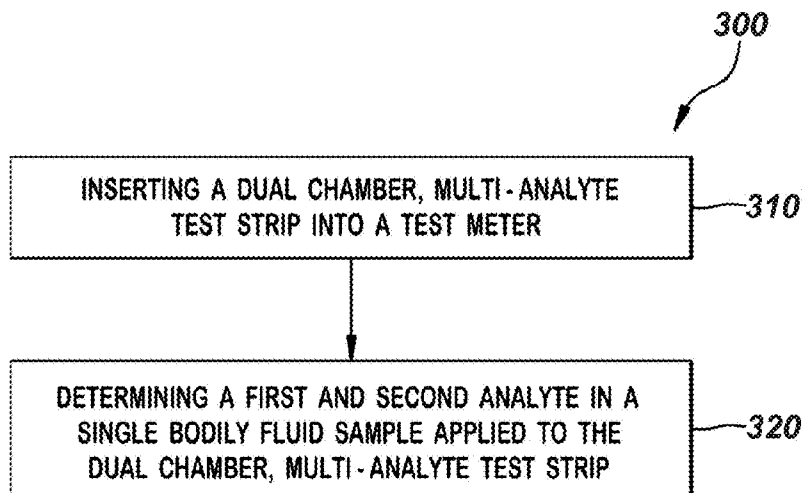 300
INSERTING A DUAL CHAMBER, MULTI-ANALYTE
TEST STRIP INTO A TEST METER
310
DETERMINING A FIRST AND SECOND ANALYTE IN A
SINGLE BODILY FLUID SAMPLE APPLIED TO THE
DUAL CHAMBER, MULTI-ANALYTE TEST STRIP
320